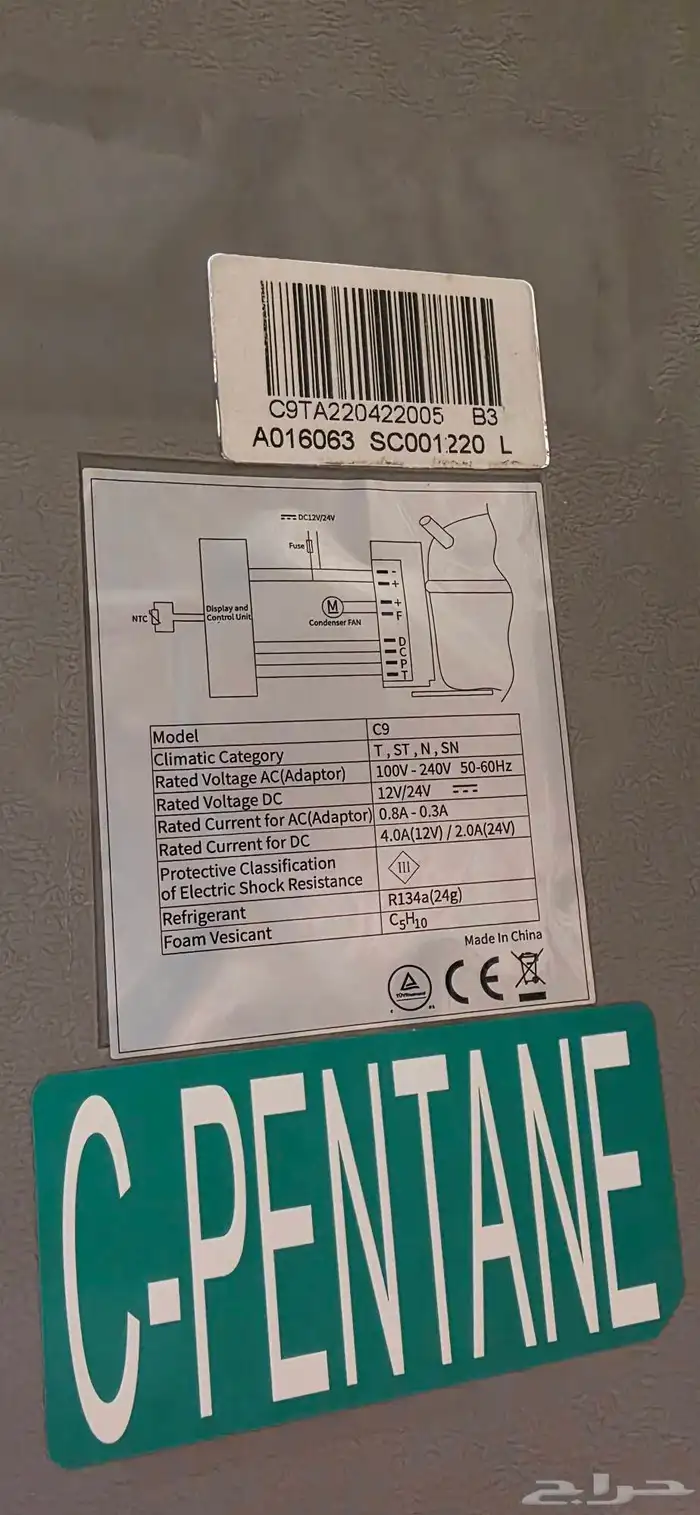 C9TA220422005 B3
A016063 SC001220 L
DC12V/24V
Fuse
-
+
NTC
Display and
Control Unit
M
+
F
Condenser FAN
D
C
P
T
Model C9
Climatic Category T , ST , N , SN
Rated Voltage AC(Adaptor) 100V - 240V 50-60Hz
Rated Voltage DC 12V/24V
Rated Current for AC(Adaptor) 0.8A - 0.3A
Rated Current for DC 4.0A(12V) / 2.0A(24V)
Protective Classification
of Electric Shock Resistance III
Refrigerant R134a(24g)
Foam Vesicant C5H10
Made In China
CE
C-PENTANE
حراج